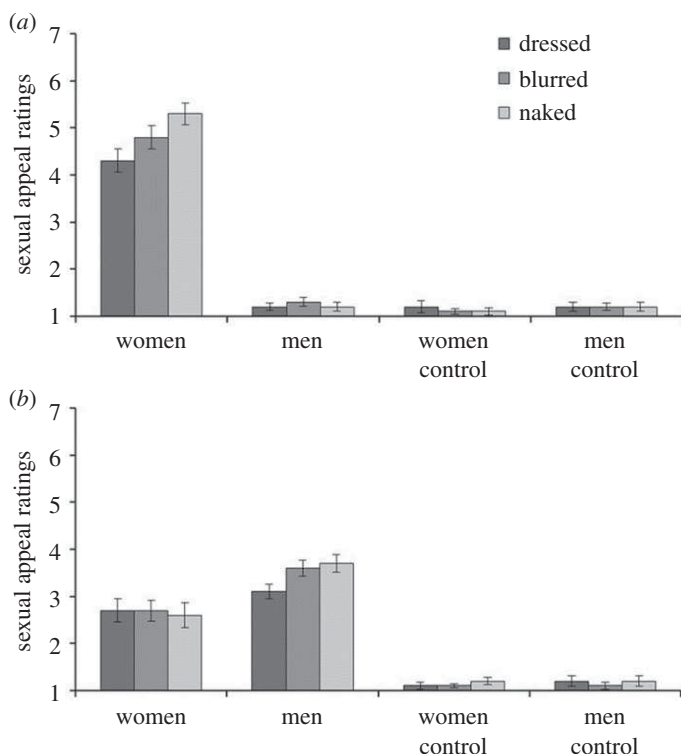 (a)
7
6
5
4
3
2
1
sexual appeal ratings
dressed
blurred
naked
women
men
women control
men control
(b)
7
6
5
4
3
2
1
sexual appeal ratings
women
men
women control
men control